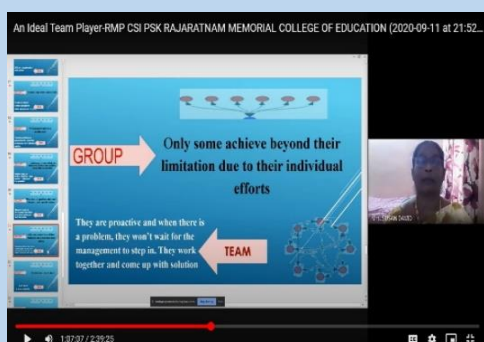 An Ideal Team Player-RMP CSI PSK RAJARATNAM MEMORIAL COLLEGE OF EDUCATION (2020-09-11 at 21:52...
GROUP
Only some achieve beyond their
limitation due to their individual
efforts
They are proactive and when there
is a problem, they won't wait for the
management to step in. They work
together and come up with solution
TEAM
1:07:07 / 2:39:25